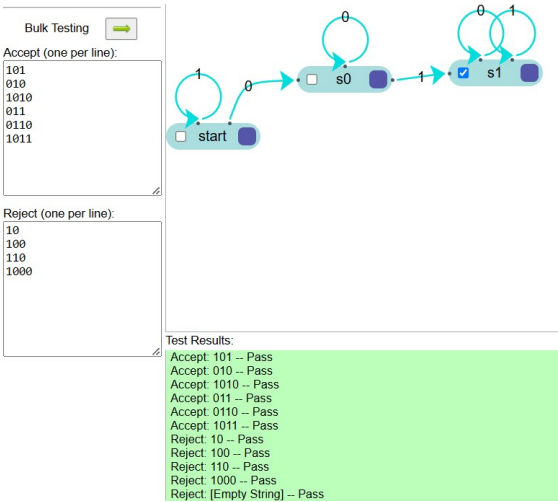 Bulk Testing
Accept (one per line):
101
010
1010
011
0110
1011
Reject (one per line):
10
100
110
1000
0
0 1
1
0
s0
1
s1
start
Test Results:
Accept: 101 -- Pass
Accept: 010 -- Pass
Accept: 1010 -- Pass
Accept: 011 -- Pass
Accept: 0110 -- Pass
Accept: 1011 -- Pass
Reject: 10 -- Pass
Reject: 100 -- Pass
Reject: 110 -- Pass
Reject: 1000 -- Pass
Reject: [Empty String] -- Pass